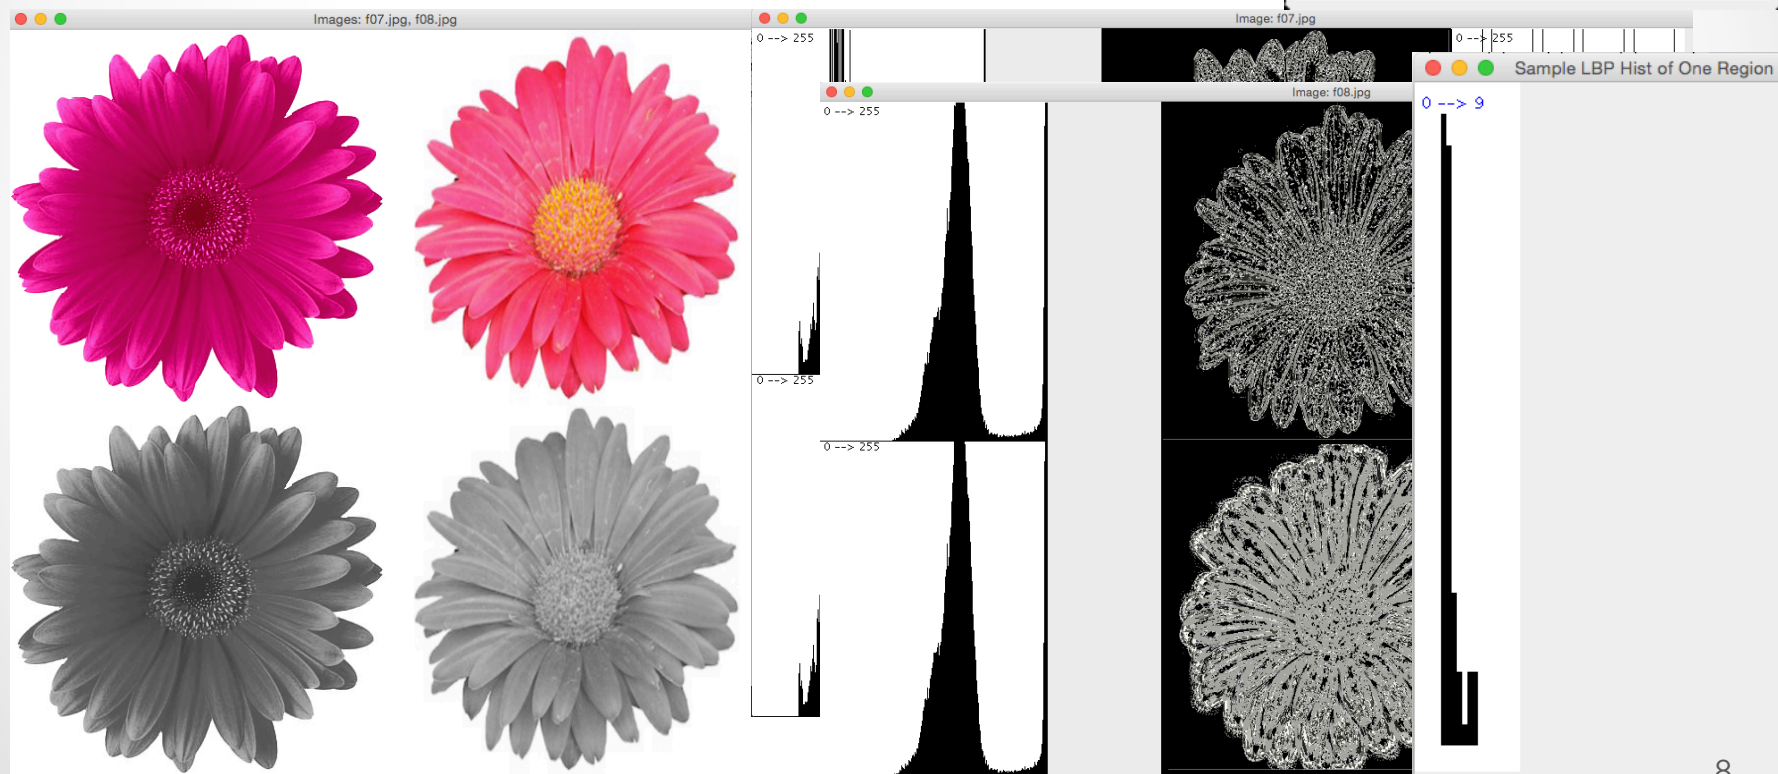 Images: f07.jpg, f08.jpg
Image: f07.jpg
0 --> 255
0 --> 255
0 --> 255
Image: f08.jpg
0 --> 255
0 --> 255
Sample LBP Hist of One Region
0 --> 9
8